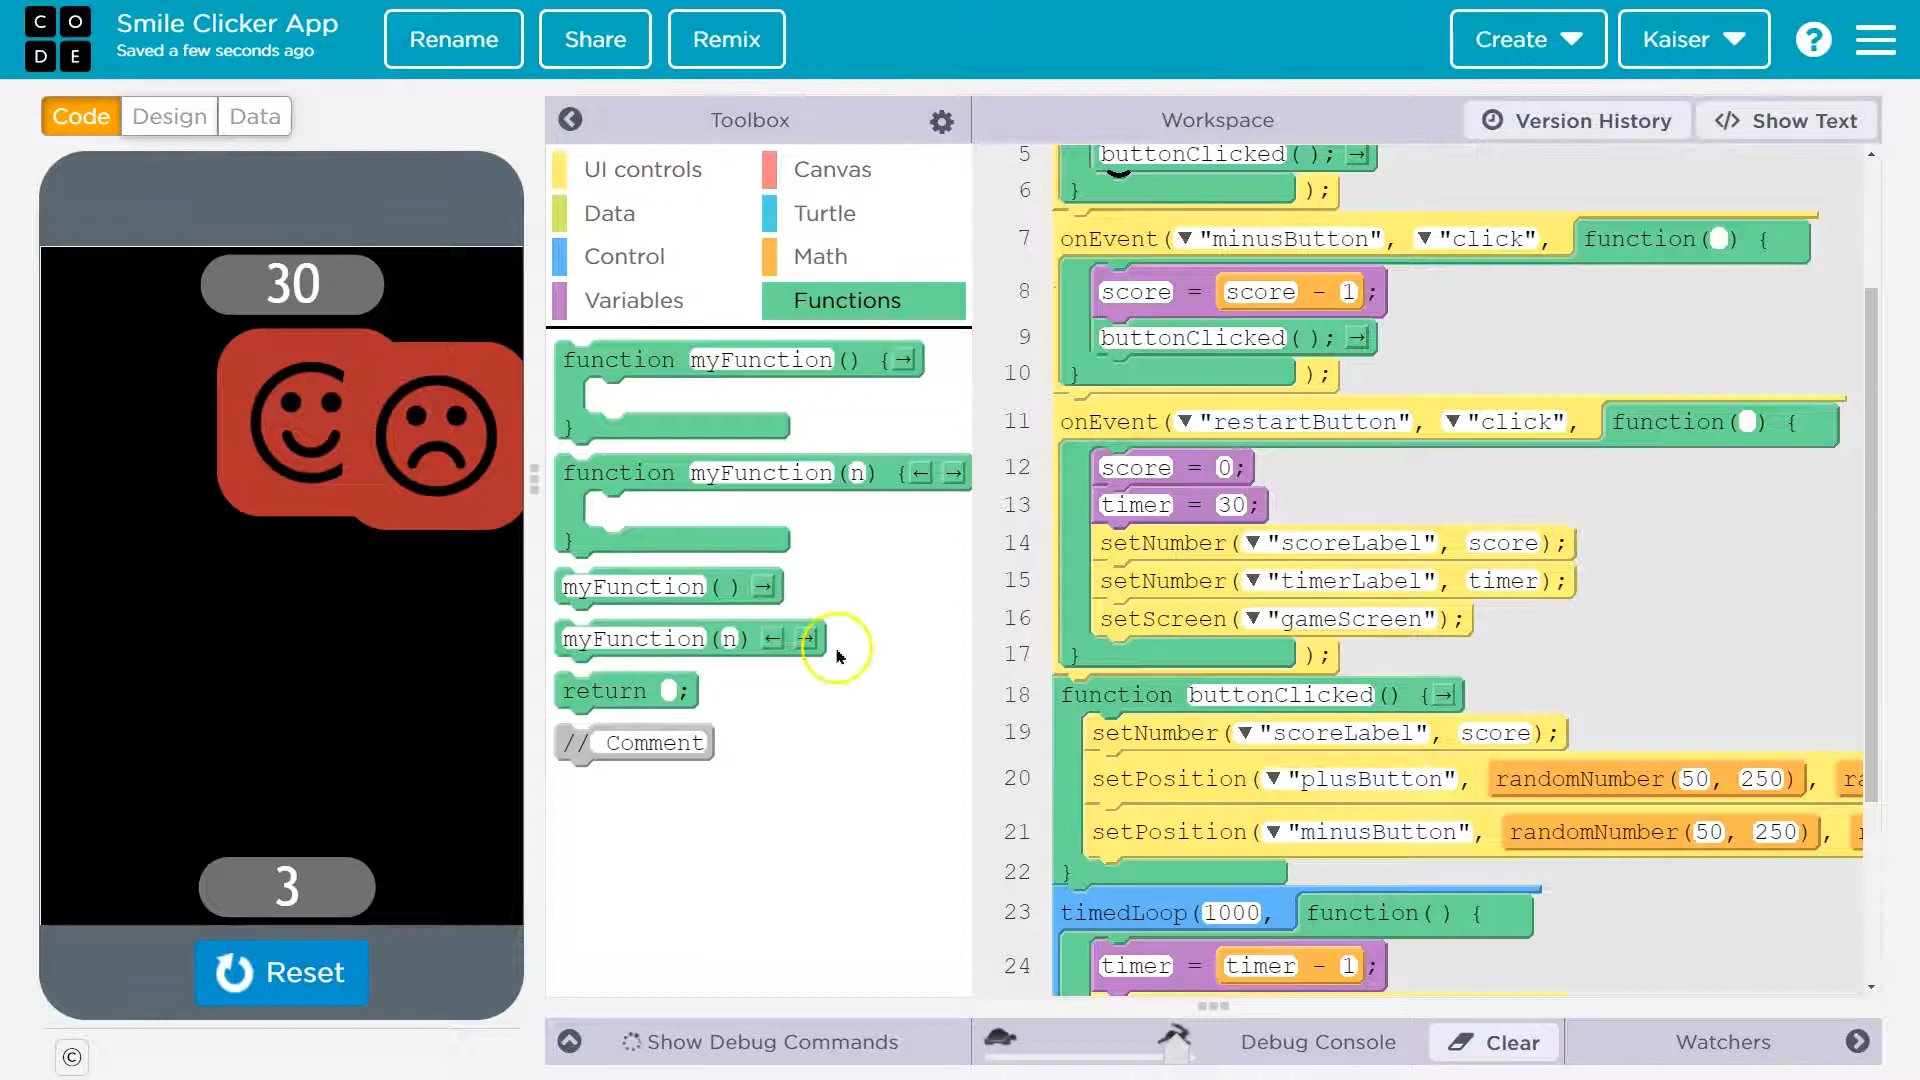 CODE
Smile Clicker App
Saved a few seconds ago
Rename
Share
Remix
Create
Kaiser
?
Code
Design
Data
30
3
Reset
©
Toolbox
UI controls
Canvas
Data
Turtle
Control
Math
Variables
Functions
function myFunction() {→
}
function myFunction(n) {← →
}
myFunction() →
myFunction(n) ← →
return ;
// Comment
Workspace
Version History
</> Show Text
5 buttonClicked(); →
6 } );
7 onEvent(▼"minusButton", ▼"click", function() {
8 score = score - 1;
9 buttonClicked(); →
10 } );
11 onEvent(▼"restartButton", ▼"click", function() {
12 score = 0;
13 timer = 30;
14 setNumber(▼"scoreLabel", score);
15 setNumber(▼"timerLabel", timer);
16 setScreen(▼"gameScreen");
17 } );
18 function buttonClicked() {→
19 setNumber(▼"scoreLabel", score);
20 setPosition(▼"plusButton", randomNumber(50, 250), ra
21 setPosition(▼"minusButton", randomNumber(50, 250),
22 }
23 timedLoop(1000, function() {
24 timer = timer - 1;
Show Debug Commands
Debug Console
Clear
Watchers